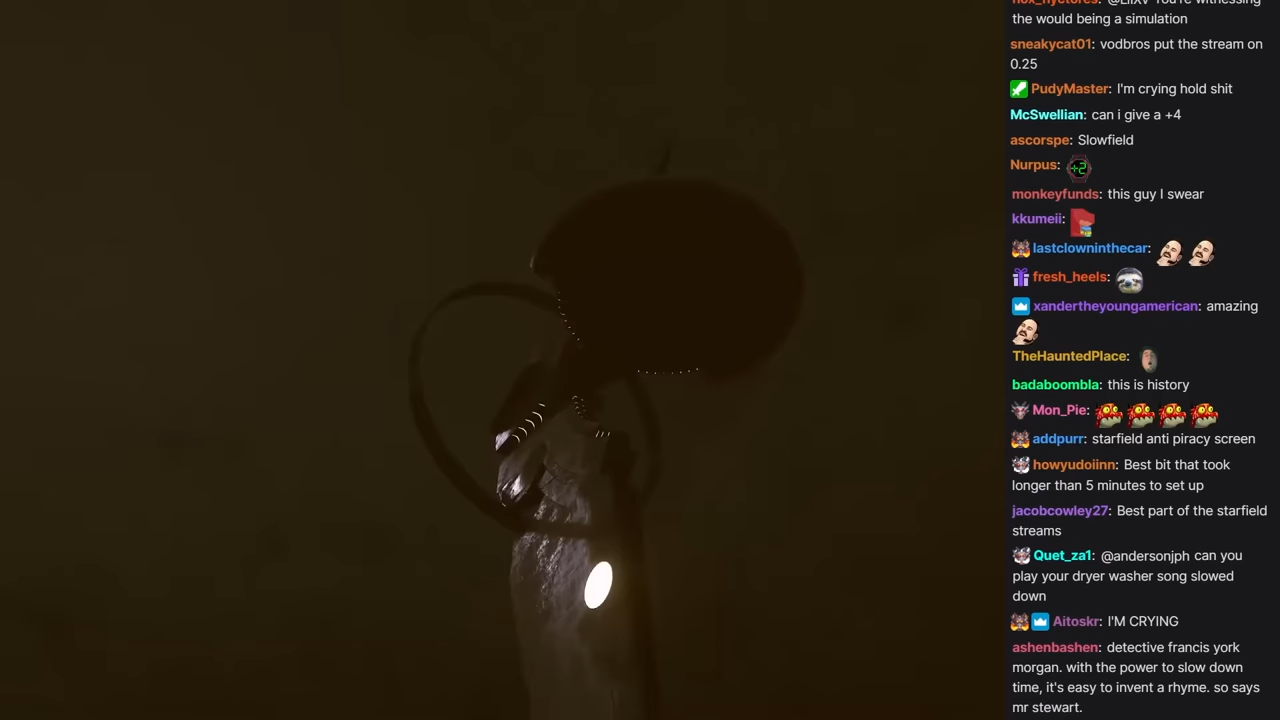 the would being a simulation
sneakycat01: vodbros put the stream on
0.25
PudyMaster: I'm crying hold shit
McSwellian: can i give a +4
ascorspe: Slowfield
Nurpus: +2
monkeyfunds: this guy I swear
kkumeii:
lastclowninthecar:
fresh_heels:
xandertheyoungamerican: amazing
TheHauntedPlace:
badaboombla: this is history
Mon_Pie:
addpurr: starfield anti piracy screen
howyudoiinn: Best bit that took
longer than 5 minutes to set up
jacobcowley27: Best part of the starfield
streams
Quet_za1: @andersonjph can you
play your dryer washer song slowed
down
Aitoskr: I'M CRYING
ashenbashen: detective francis york
morgan. with the power to slow down
time, it's easy to invent a rhyme. so says
mr stewart.